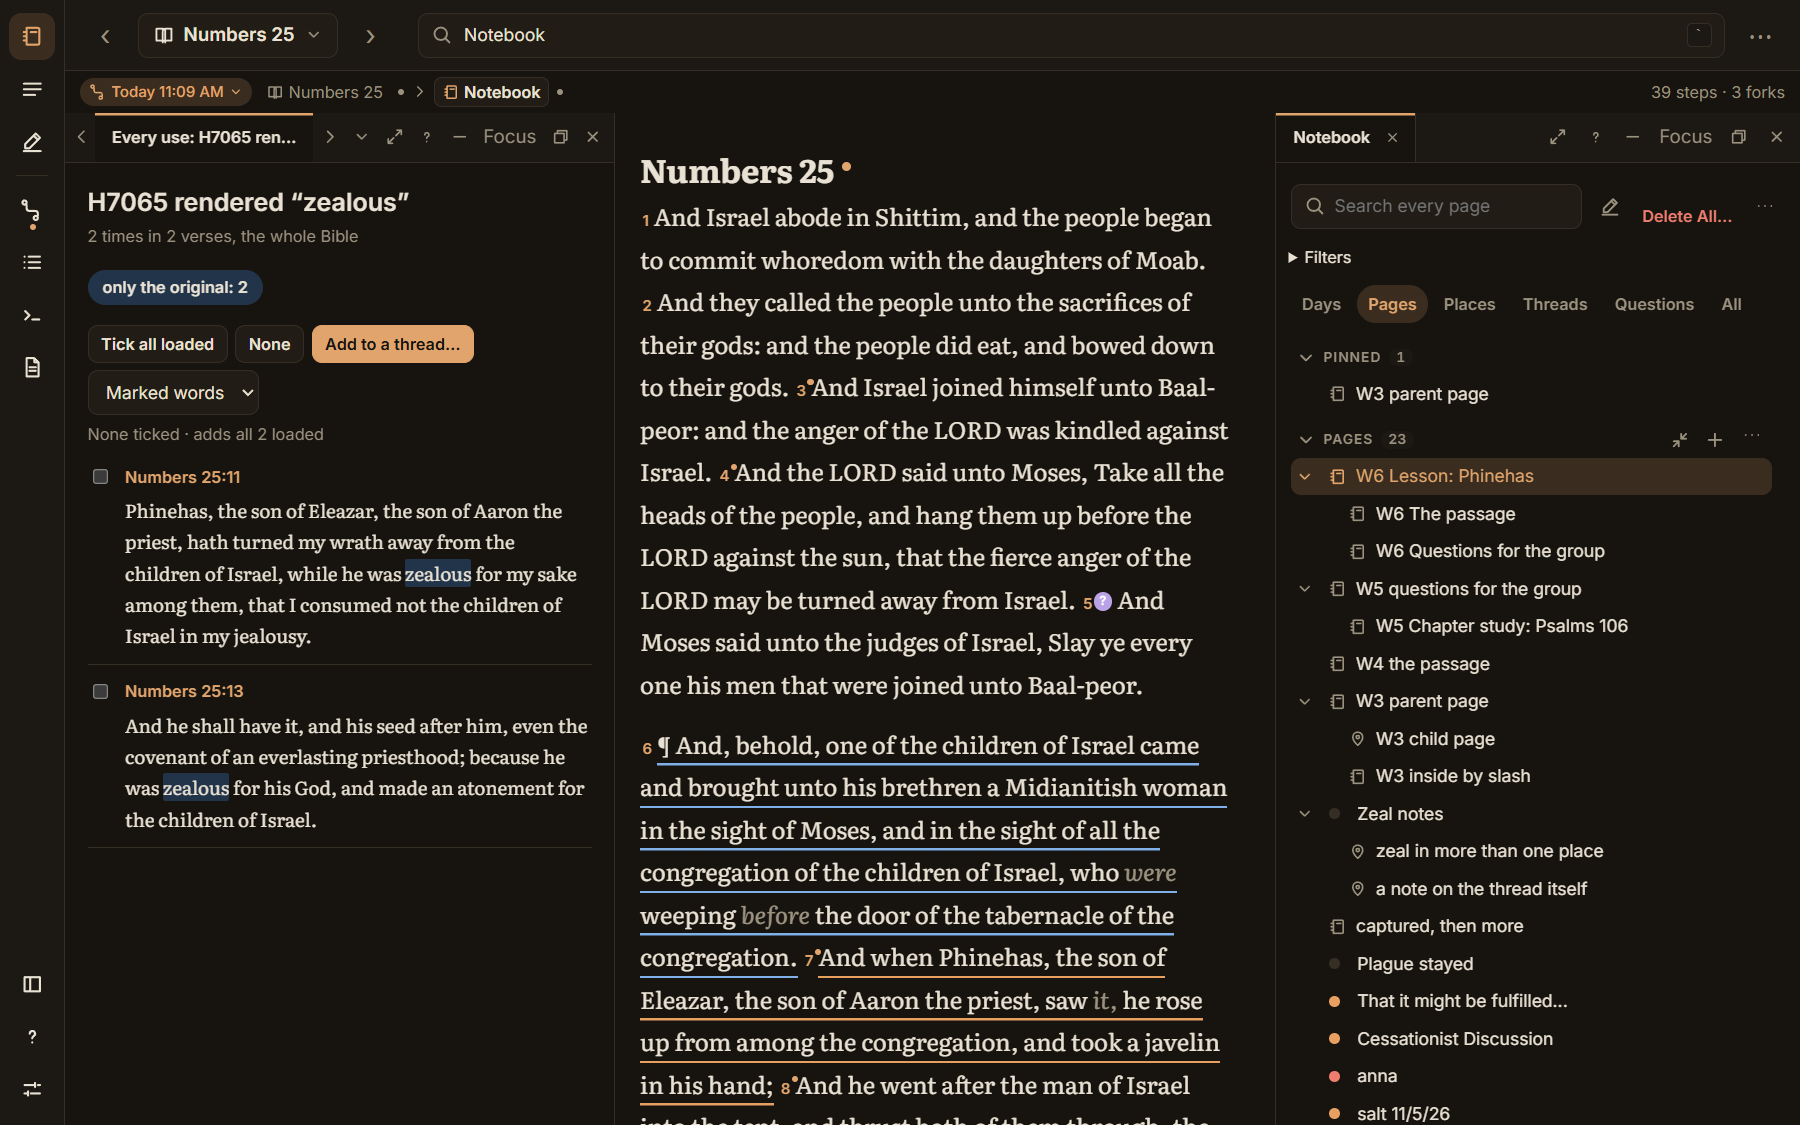 Numbers 25
Notebook
`
Today 11:09 AM
Numbers 25
Notebook
39 steps · 3 forks
Every use: H7065 ren...
? Focus
H7065 rendered “zealous”
2 times in 2 verses, the whole Bible
only the original: 2
Tick all loaded
None
Add to a thread...
Marked words
None ticked · adds all 2 loaded
Numbers 25:11
Phinehas, the son of Eleazar, the son of Aaron the
priest, hath turned my wrath away from the
children of Israel, while he was zealous for my sake
among them, that I consumed not the children of
Israel in my jealousy.
Numbers 25:13
And he shall have it, and his seed after him, even the
covenant of an everlasting priesthood; because he
was zealous for his God, and made an atonement for
the children of Israel.
Numbers 25
1 And Israel abode in Shittim, and the people began
to commit whoredom with the daughters of Moab.
2 And they called the people unto the sacrifices of
their gods: and the people did eat, and bowed down
to their gods. 3 And Israel joined himself unto Baal-
peor: and the anger of the LORD was kindled against
Israel. 4 And the LORD said unto Moses, Take all the
heads of the people, and hang them up before the
LORD against the sun, that the fierce anger of the
LORD may be turned away from Israel. 5 ? And
Moses said unto the judges of Israel, Slay ye every
one his men that were joined unto Baal-peor.
6 ¶ And, behold, one of the children of Israel came
and brought unto his brethren a Midianitish woman
in the sight of Moses, and in the sight of all the
congregation of the children of Israel, who were
weeping before the door of the tabernacle of the
congregation. 7 And when Phinehas, the son of
Eleazar, the son of Aaron the priest, saw it, he rose
up from among the congregation, and took a javelin
in his hand; 8 And he went after the man of Israel
into the tent, and thrust both of them through, the
Notebook
? Focus
Search every page
Delete All...
Filters
Days
Pages
Places
Threads
Questions
All
PINNED 1
W3 parent page
PAGES 23
W6 Lesson: Phinehas
W6 The passage
W6 Questions for the group
W5 questions for the group
W5 Chapter study: Psalms 106
W4 the passage
W3 parent page
W3 child page
W3 inside by slash
Zeal notes
zeal in more than one place
a note on the thread itself
captured, then more
Plague stayed
That it might be fulfilled...
Cessationist Discussion
anna
salt 11/5/26
?